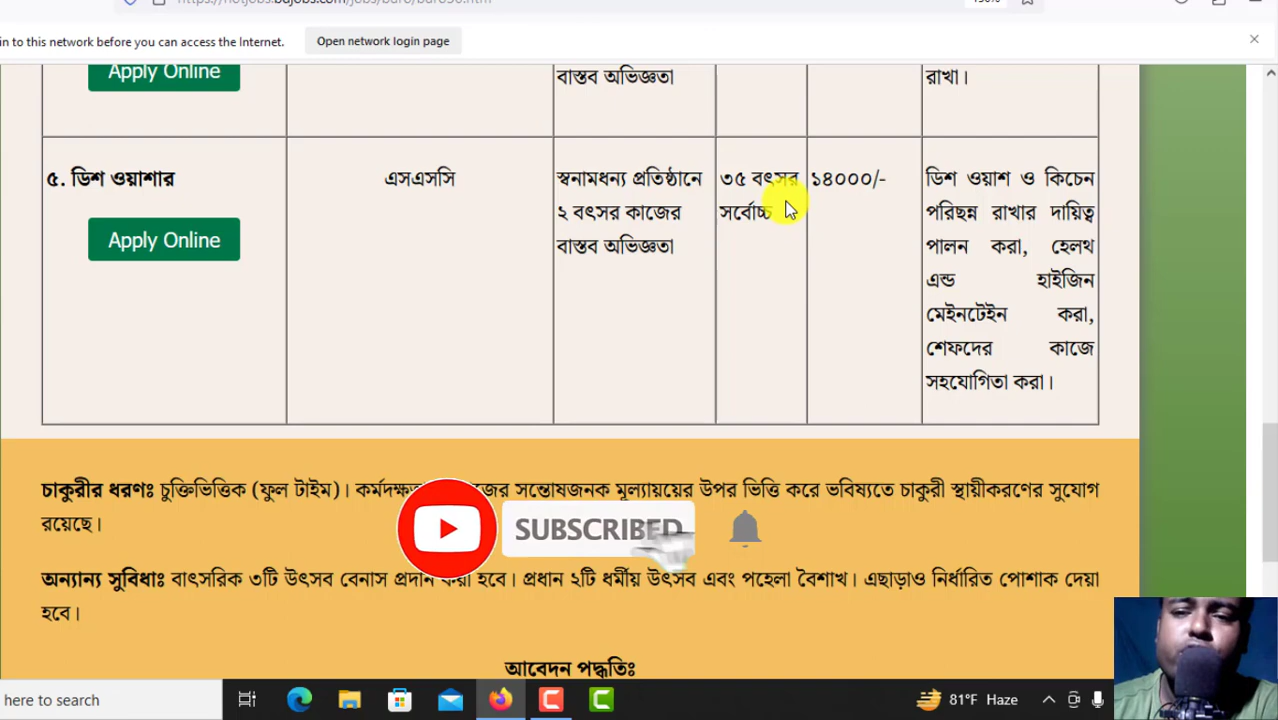 in to this network before you can access the Internet.
Open network login page
Apply Online
বাস্তব অভিজ্ঞতা
রাখা।
৫. ডিশ ওয়াশার
Apply Online
এসএসসি
স্বনামধন্য প্রতিষ্ঠানে
২ বৎসর কাজের
বাস্তব অভিজ্ঞতা
৩৫ বৎসর
সর্বোচ্চ
১৪০০০/-
ডিশ ওয়াশ ও কিচেন
পরিছন্ন রাখার দায়িত্ব
পালন করা, হেলথ
এন্ড হাইজিন
মেইনটেইন করা,
শেফদের কাজে
সহযোগিতা করা।
চাকুরীর ধরণঃ চুক্তিভিত্তিক (ফুল টাইম)। সন্তোষজনক মূল্যায়য়ের উপর ভিত্তি করে ভবিষ্যতে চাকুরী স্থায়ীকরণের সুযোগ
রয়েছে।
SUBSCRIBED
অন্যান্য সুবিধাঃ বাৎসরিক ৩টি উৎসব বেনাস প্রদান করা হবে। প্রধান ২টি ধর্মীয় উৎসব এবং পহেলা বৈশাখ। এছাড়াও নির্ধারিত পোশাক দেয়া
হবে।
আবেদন পদ্ধতিঃ
here to search
81°F Haze